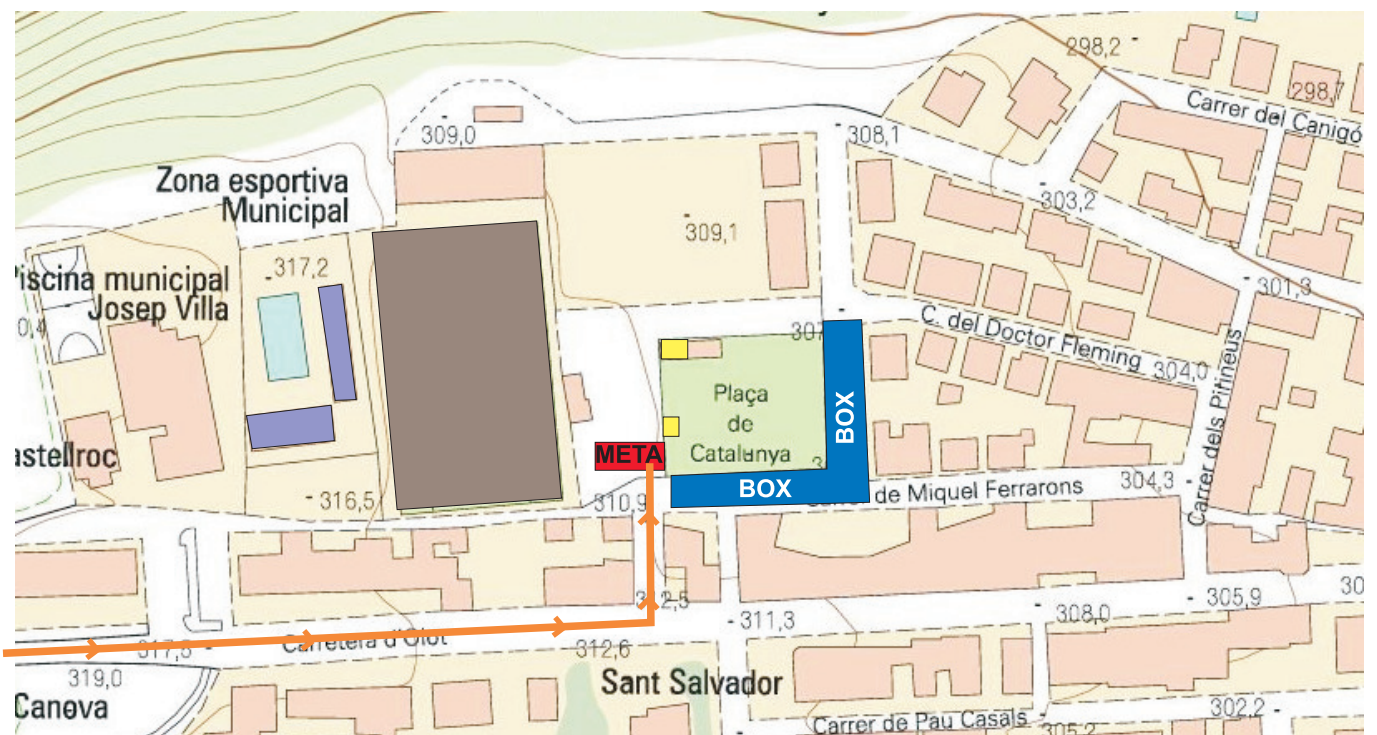 298,2
298,7
Carrer del Canigó
309,0
308,1
Zona esportiva
Municipal
303,2
309,1
317,2
Piscina municipal
Josep Villa
301,3
C. del Doctor Fleming
304,0
Carrer dels Pirineus
Plaça
de
Catalunya
BOX
META
BOX
316,5
310,9
de Miquel Ferrarons
304,3
312,5
305,9
308,0
311,3
Carretera d'Olot
317,5
312,6
319,0
Sant Salvador
Canova
302,2
Carrer de Pau Casals
305,2